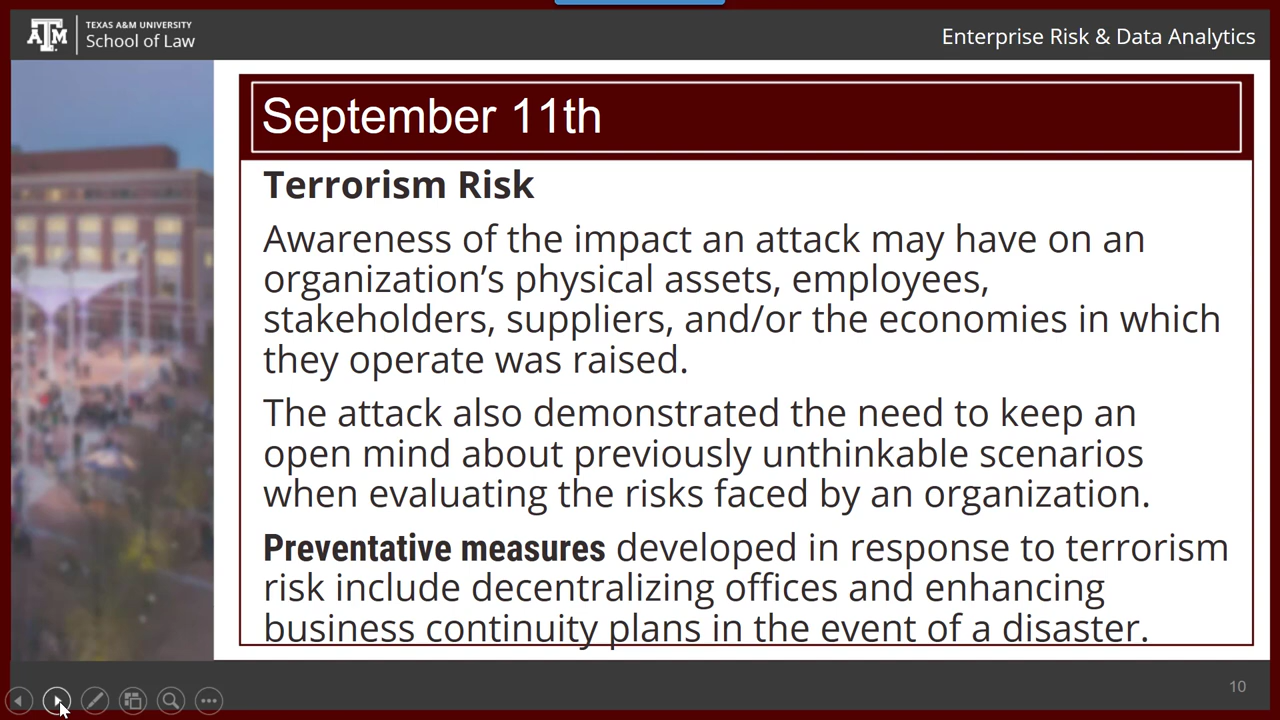 TEXAS A&M UNIVERSITY
School of Law
Enterprise Risk & Data Analytics
September 11th
Terrorism Risk
Awareness of the impact an attack may have on an
organization’s physical assets, employees,
stakeholders, suppliers, and/or the economies in which
they operate was raised.
The attack also demonstrated the need to keep an
open mind about previously unthinkable scenarios
when evaluating the risks faced by an organization.
Preventative measures developed in response to terrorism
risk include decentralizing offices and enhancing
business continuity plans in the event of a disaster.
10